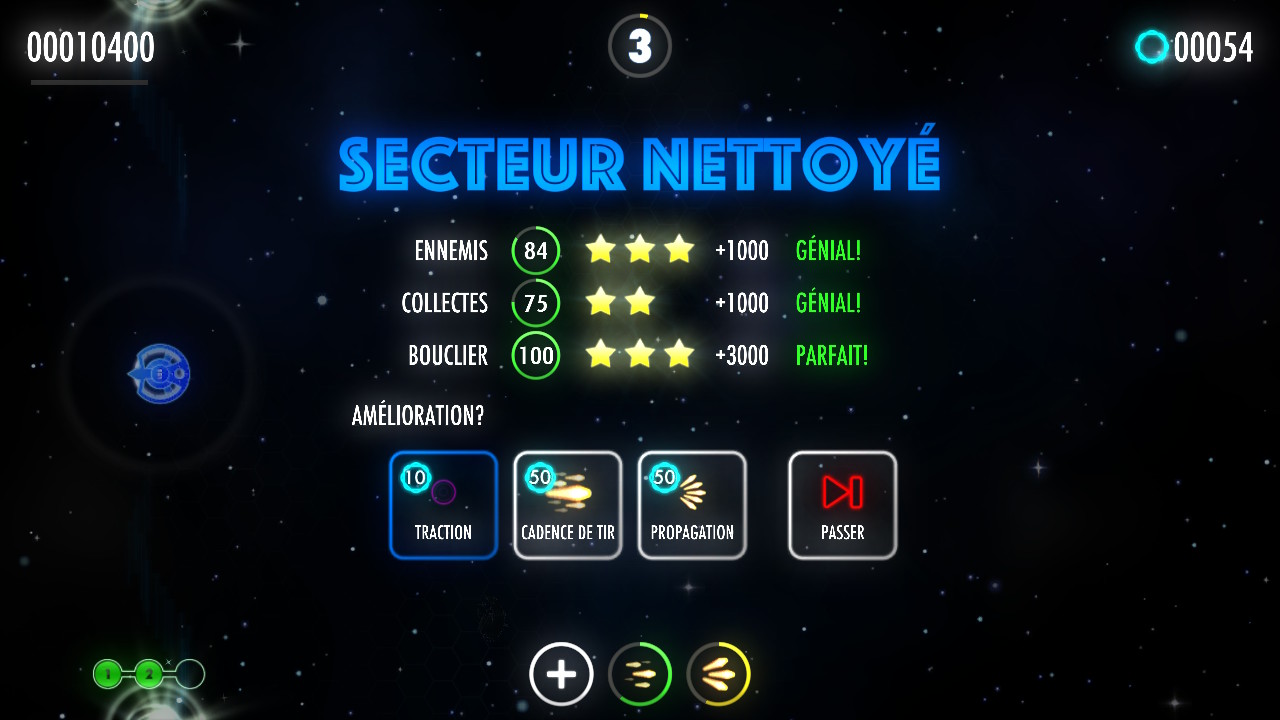 00010400
3
00054
SECTEUR NETTOYÉ
ENNEMIS 84 +1000 GÉNIAL!
COLLECTES 75 +1000 GÉNIAL!
BOUCLIER 100 +3000 PARFAIT!
AMÉLIORATION?
10 50 50
TRACTION CADENCE DE TIR PROPAGATION PASSER
1 2